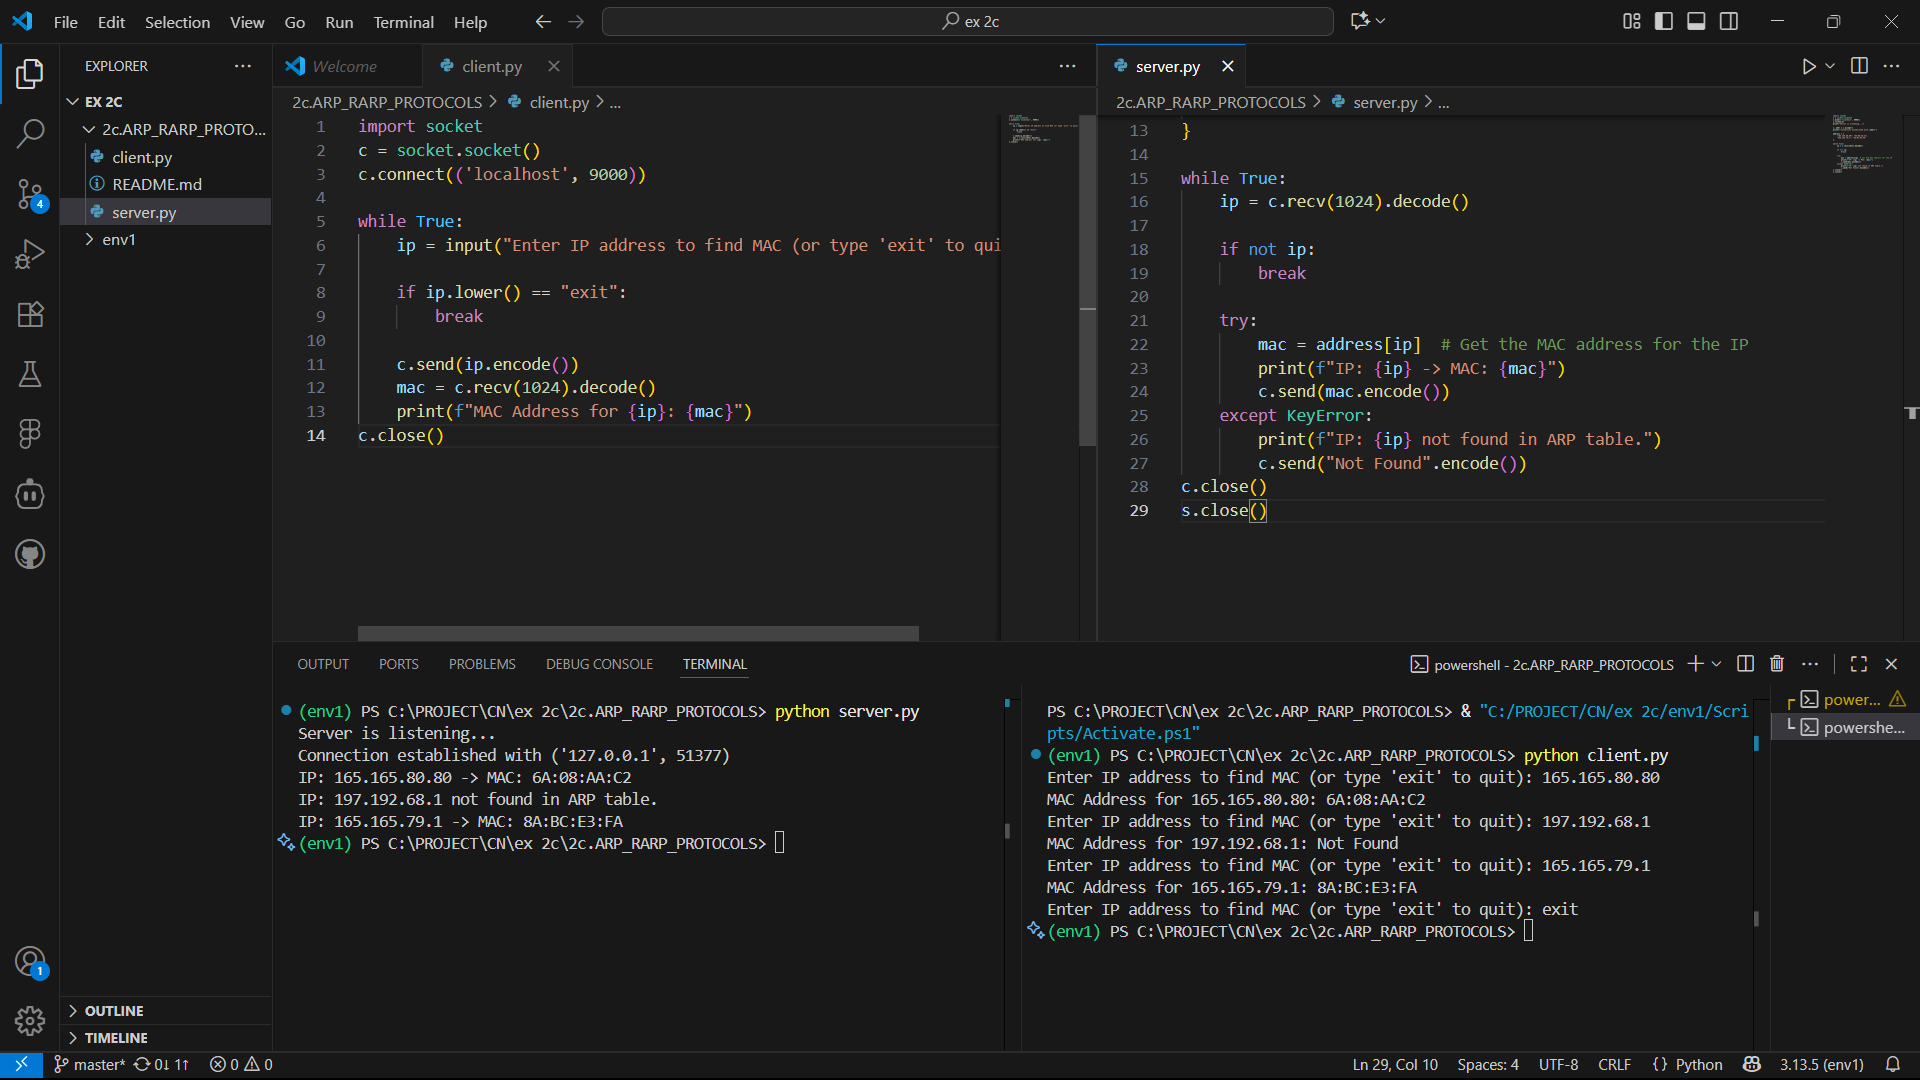 File Edit Selection View Go Run Terminal Help
ex 2c
EXPLORER
EX 2C
2c.ARP_RARP_PROTO...
client.py
README.md
server.py
env1
4
1
OUTLINE
TIMELINE
Welcome
client.py
2c.ARP_RARP_PROTOCOLS > client.py > ...
1 import socket
2 c = socket.socket()
3 c.connect(('localhost', 9000))
4
5 while True:
6 ip = input("Enter IP address to find MAC (or type 'exit' to qui
7
8 if ip.lower() == "exit":
9 break
10
11 c.send(ip.encode())
12 mac = c.recv(1024).decode()
13 print(f"MAC Address for {ip}: {mac}")
14 c.close()
server.py
2c.ARP_RARP_PROTOCOLS > server.py > ...
13 }
14
15 while True:
16 ip = c.recv(1024).decode()
17
18 if not ip:
19 break
20
21 try:
22 mac = address[ip]  # Get the MAC address for the IP
23 print(f"IP: {ip} -> MAC: {mac}")
24 c.send(mac.encode())
25 except KeyError:
26 print(f"IP: {ip} not found in ARP table.")
27 c.send("Not Found".encode())
28 c.close()
29 s.close()
OUTPUT PORTS PROBLEMS DEBUG CONSOLE TERMINAL
powershell - 2c.ARP_RARP_PROTOCOLS
(env1) PS C:\PROJECT\CN\ex 2c\2c.ARP_RARP_PROTOCOLS> python server.py
Server is listening...
Connection established with ('127.0.0.1', 51377)
IP: 165.165.80.80 -> MAC: 6A:08:AA:C2
IP: 197.192.68.1 not found in ARP table.
IP: 165.165.79.1 -> MAC: 8A:BC:E3:FA
(env1) PS C:\PROJECT\CN\ex 2c\2c.ARP_RARP_PROTOCOLS>
PS C:\PROJECT\CN\ex 2c\2c.ARP_RARP_PROTOCOLS> & "C:/PROJECT/CN/ex 2c/env1/Scri
pts/Activate.ps1"
(env1) PS C:\PROJECT\CN\ex 2c\2c.ARP_RARP_PROTOCOLS> python client.py
Enter IP address to find MAC (or type 'exit' to quit): 165.165.80.80
MAC Address for 165.165.80.80: 6A:08:AA:C2
Enter IP address to find MAC (or type 'exit' to quit): 197.192.68.1
MAC Address for 197.192.68.1: Not Found
Enter IP address to find MAC (or type 'exit' to quit): 165.165.79.1
MAC Address for 165.165.79.1: 8A:BC:E3:FA
Enter IP address to find MAC (or type 'exit' to quit): exit
(env1) PS C:\PROJECT\CN\ex 2c\2c.ARP_RARP_PROTOCOLS>
power...
powershe...
master* 0↓ 1↑ 0 0
Ln 29, Col 10 Spaces: 4 UTF-8 CRLF {} Python 3.13.5 (env1)